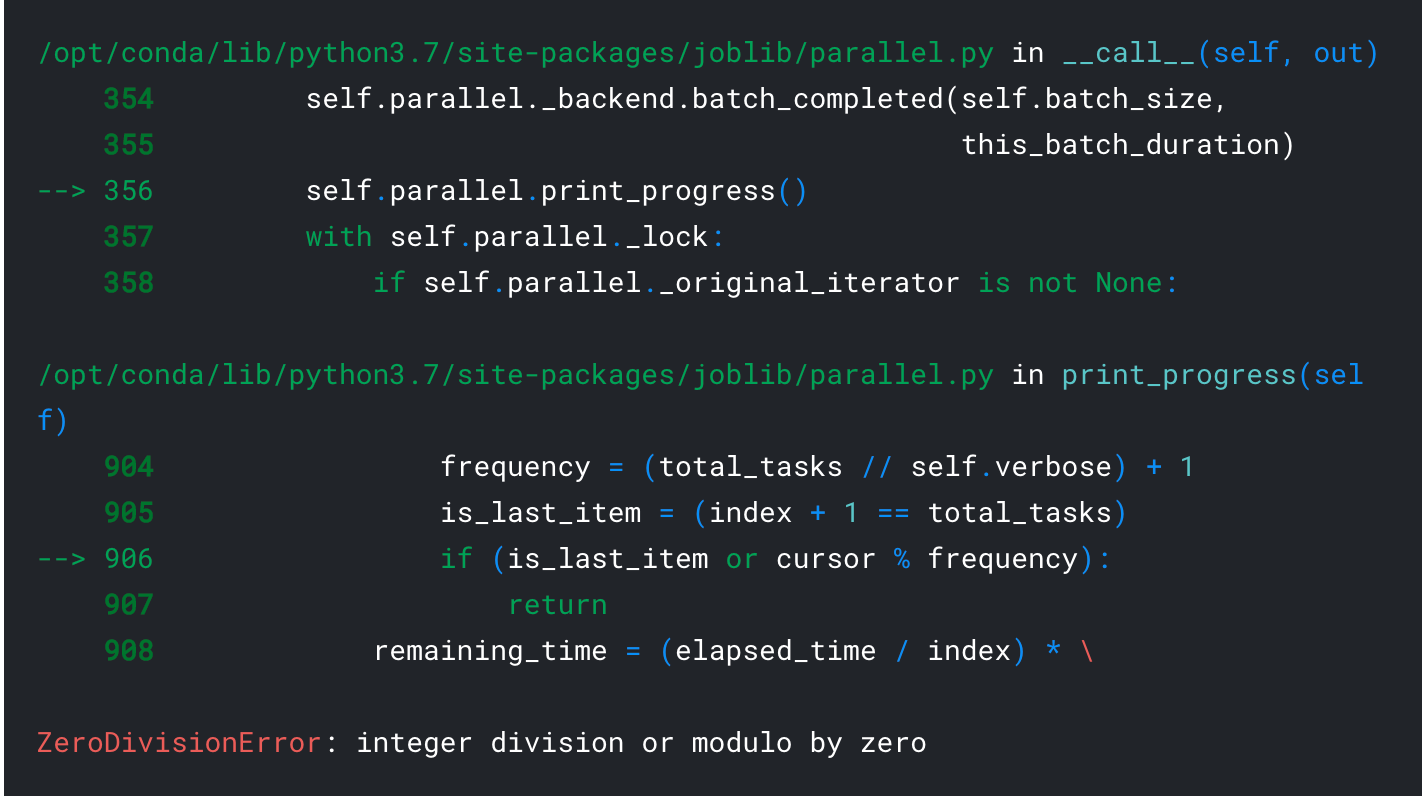 /opt/conda/lib/python3.7/site-packages/joblib/parallel.py in __call__(self, out)
    354         self.parallel._backend.batch_completed(self.batch_size,
    355                                                this_batch_duration)
--> 356         self.parallel.print_progress()
    357         with self.parallel._lock:
    358             if self.parallel._original_iterator is not None:

/opt/conda/lib/python3.7/site-packages/joblib/parallel.py in print_progress(sel
f)
    904                 frequency = (total_tasks // self.verbose) + 1
    905                 is_last_item = (index + 1 == total_tasks)
--> 906                 if (is_last_item or cursor % frequency):
    907                     return
    908             remaining_time = (elapsed_time / index) * \

ZeroDivisionError: integer division or modulo by zero